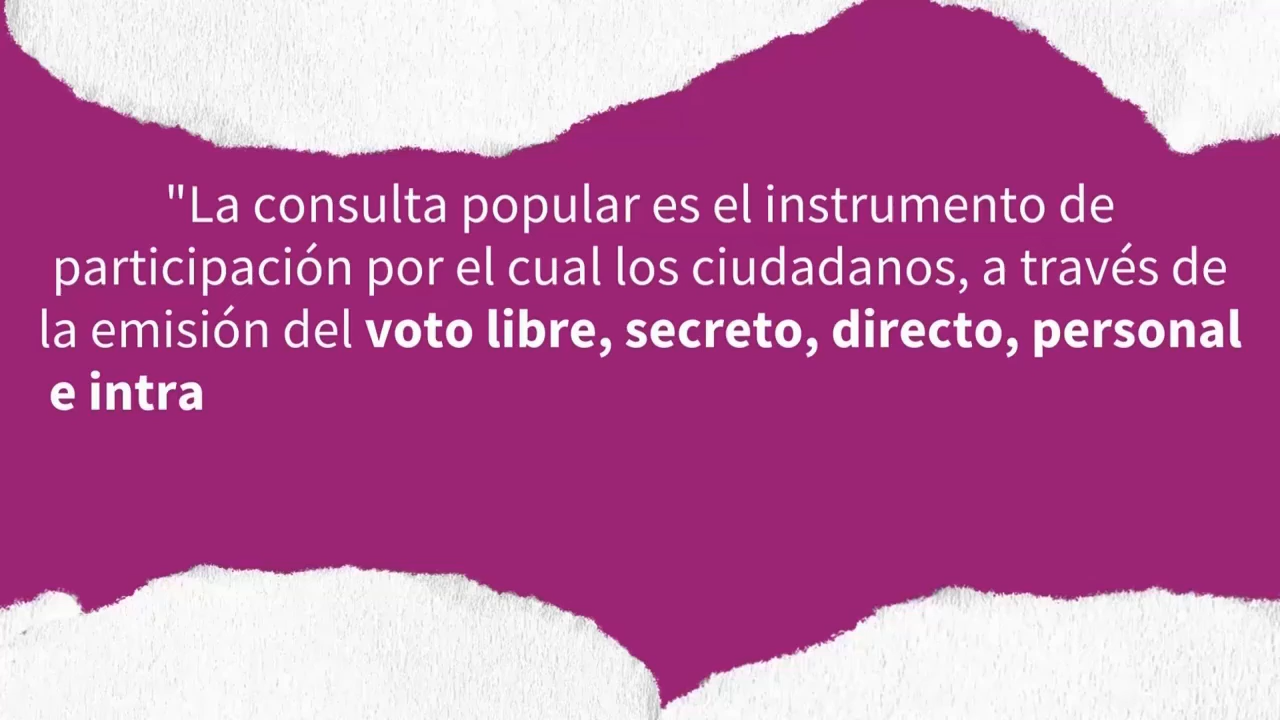 "La consulta popular es el instrumento de
participación por el cual los ciudadanos, a través de
la emisión del voto libre, secreto, directo, personal
e intra